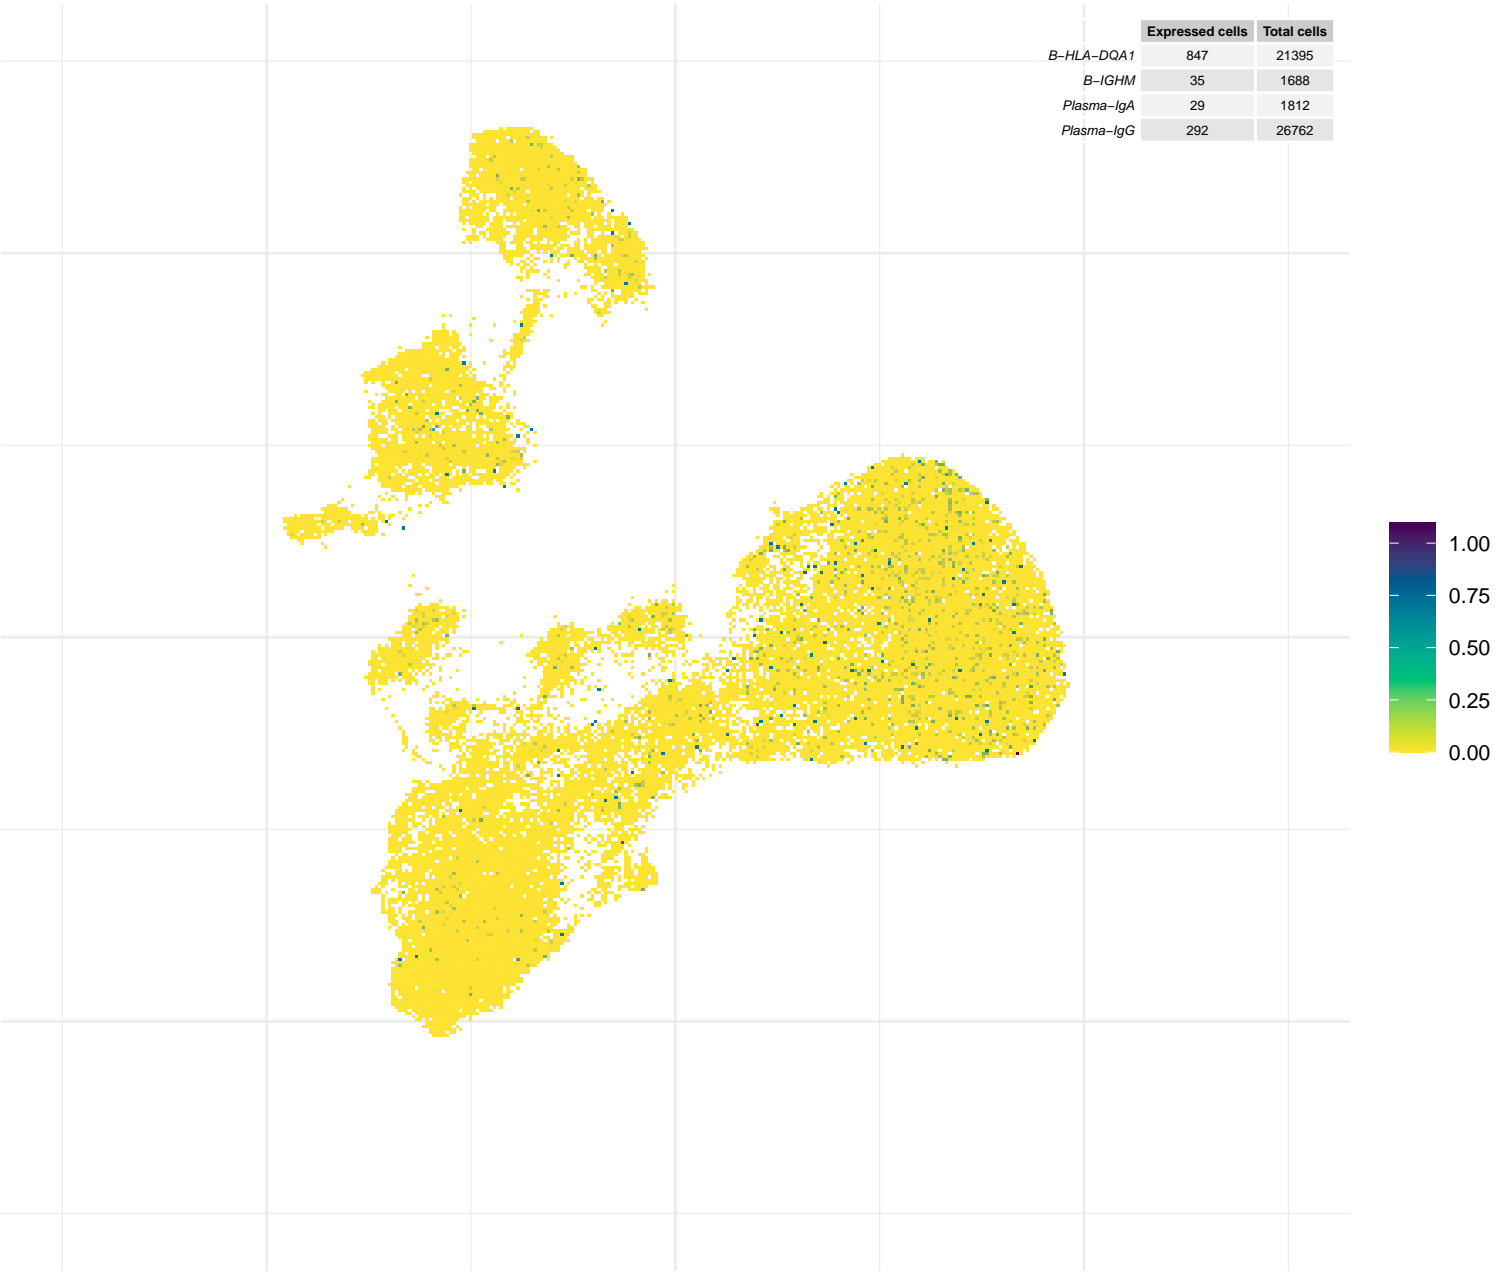 Expressed cells Total cells
B−HLA−DQA1 847 21395
B−IGHM 35 1688
Plasma−IgA 29 1812
Plasma−IgG 292 26762
1.00
0.75
0.50
0.25
0.00